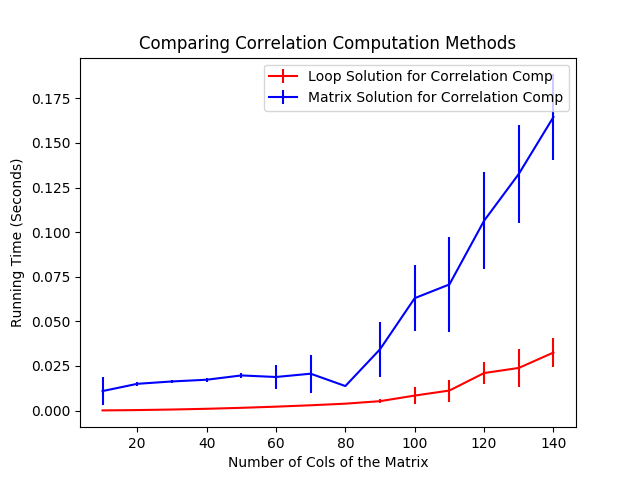 Comparing Correlation Computation Methods
Loop Solution for Correlation Comp
Matrix Solution for Correlation Comp
Running Time (Seconds)
0.175
0.150
0.125
0.100
0.075
0.050
0.025
0.000
20 40 60 80 100 120 140
Number of Cols of the Matrix